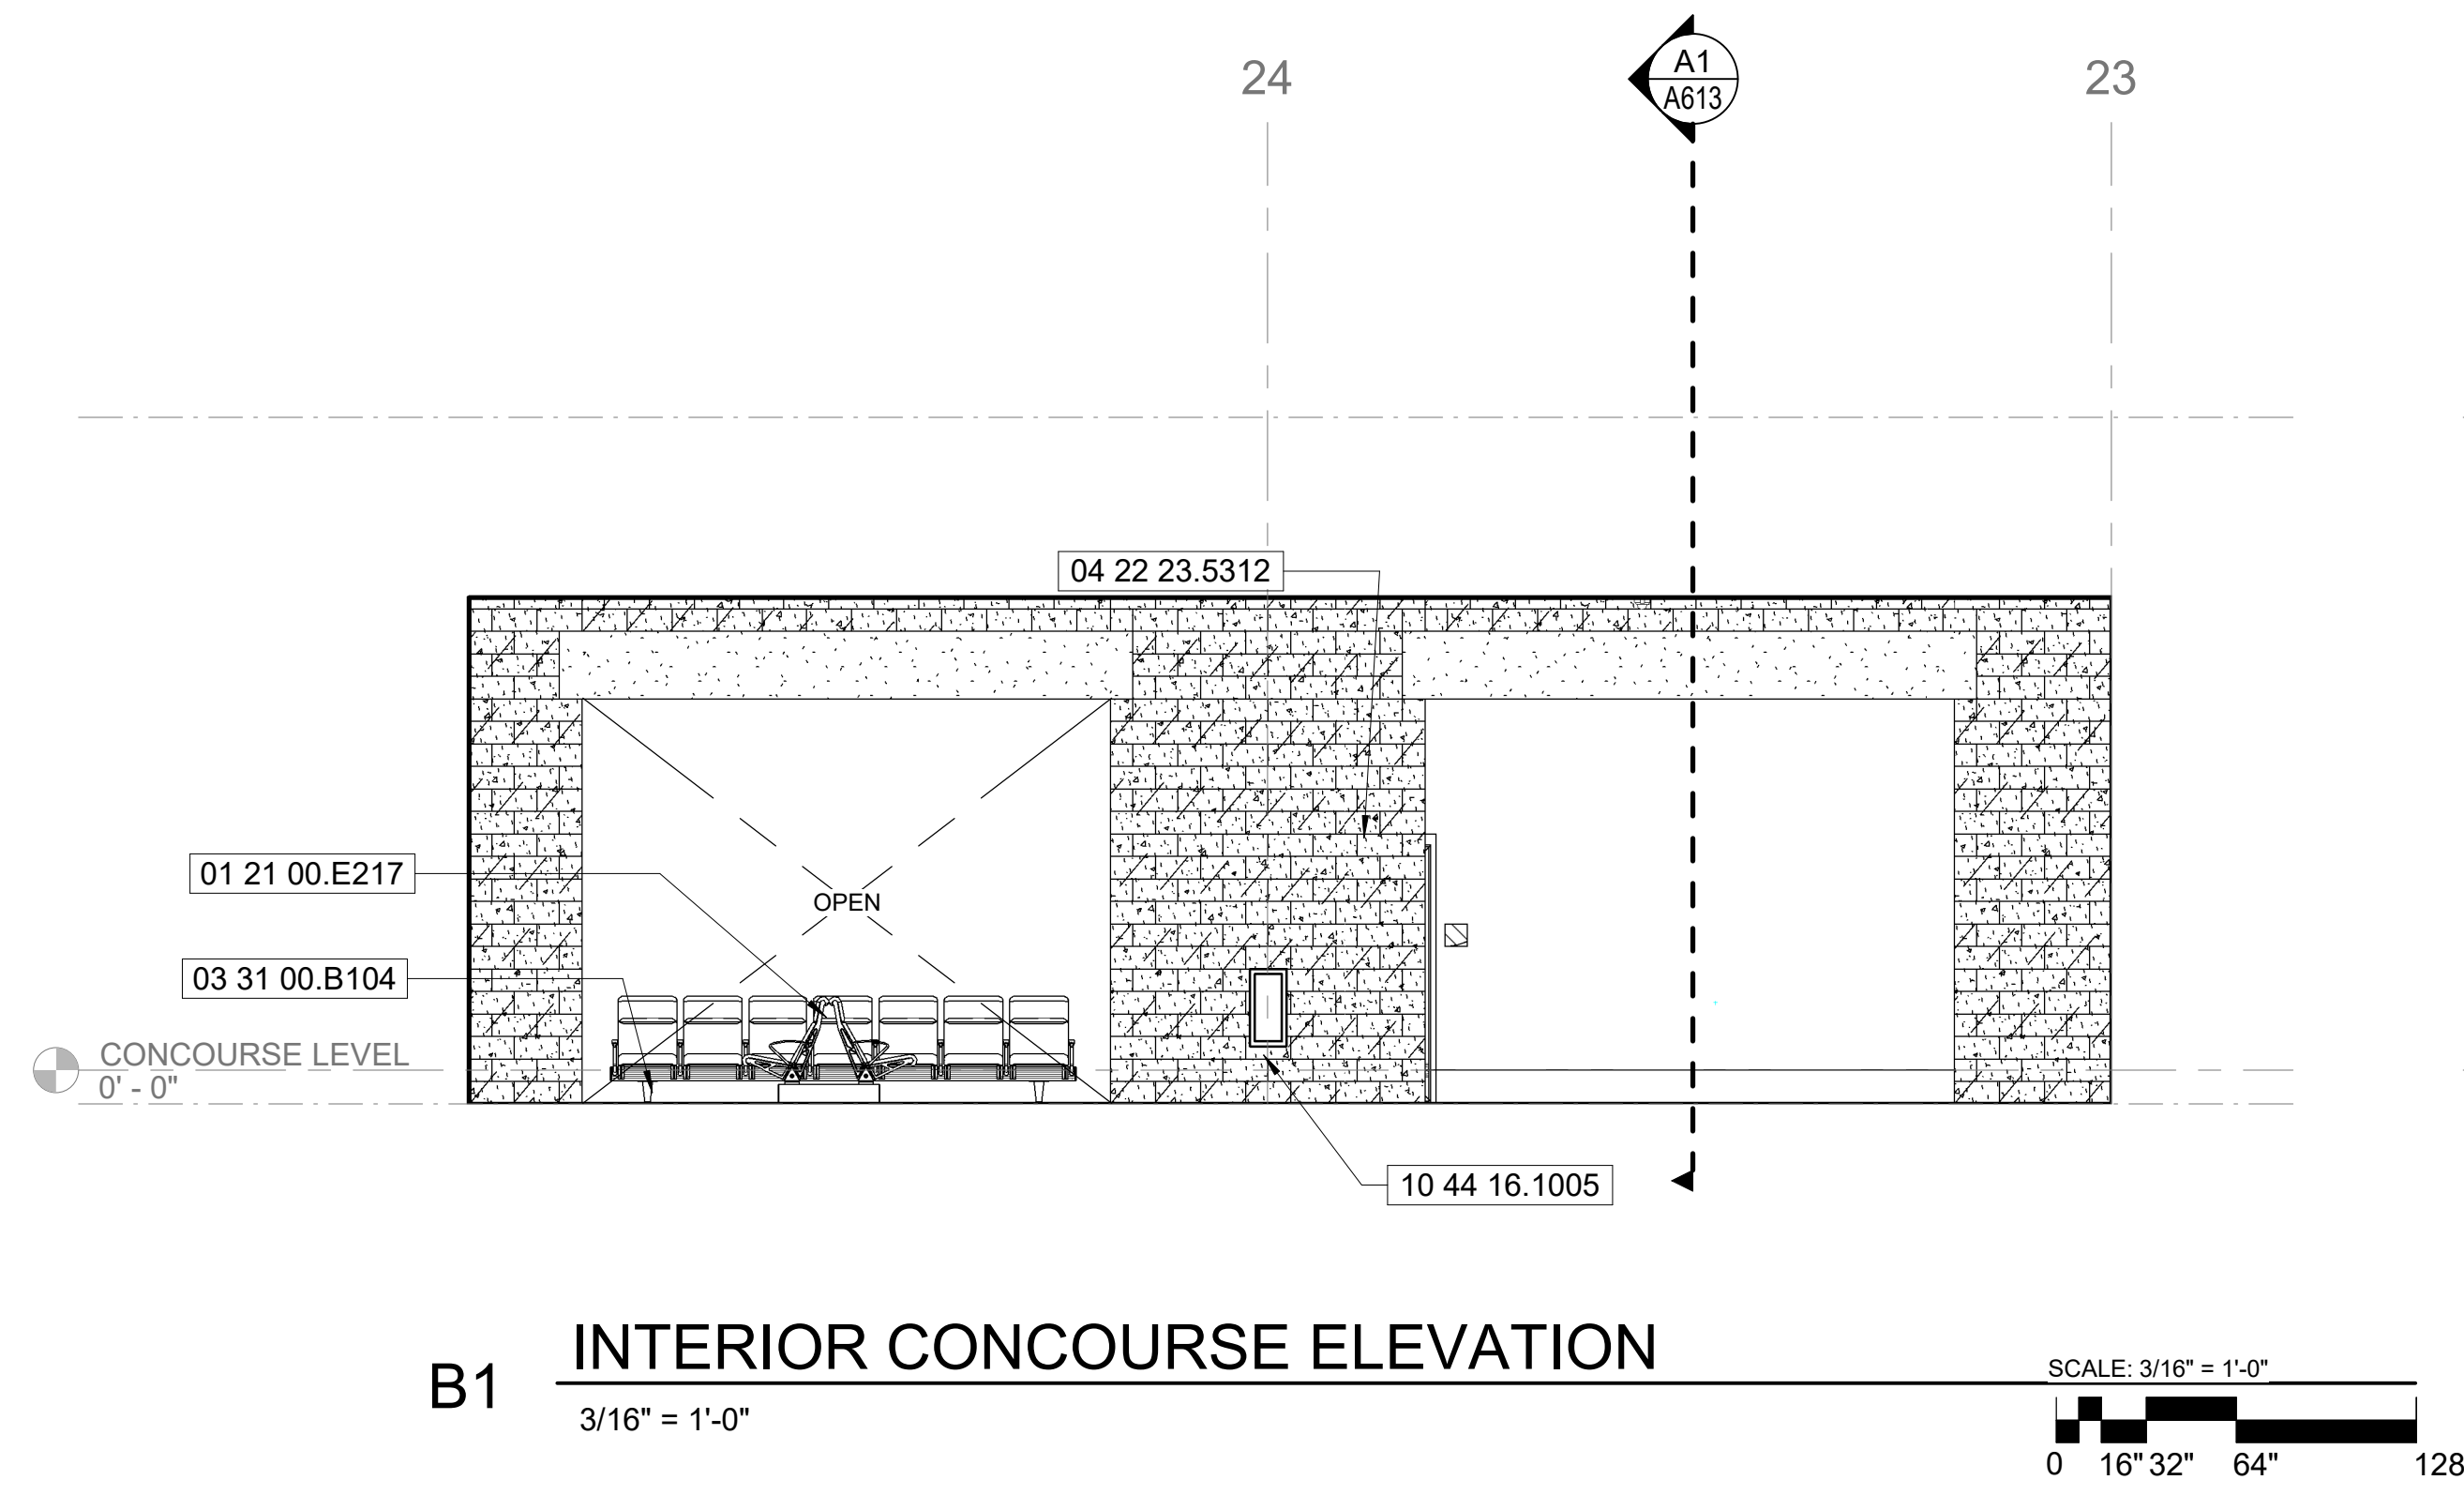 24
A1
A613
23
04 22 23.5312
01 21 00.E217
OPEN
03 31 00.B104
CONCOURSE LEVEL
0' - 0"
10 44 16.1005
B1
INTERIOR CONCOURSE ELEVATION
3/16" = 1'-0"
SCALE: 3/16" = 1'-0"
0 16" 32" 64" 128